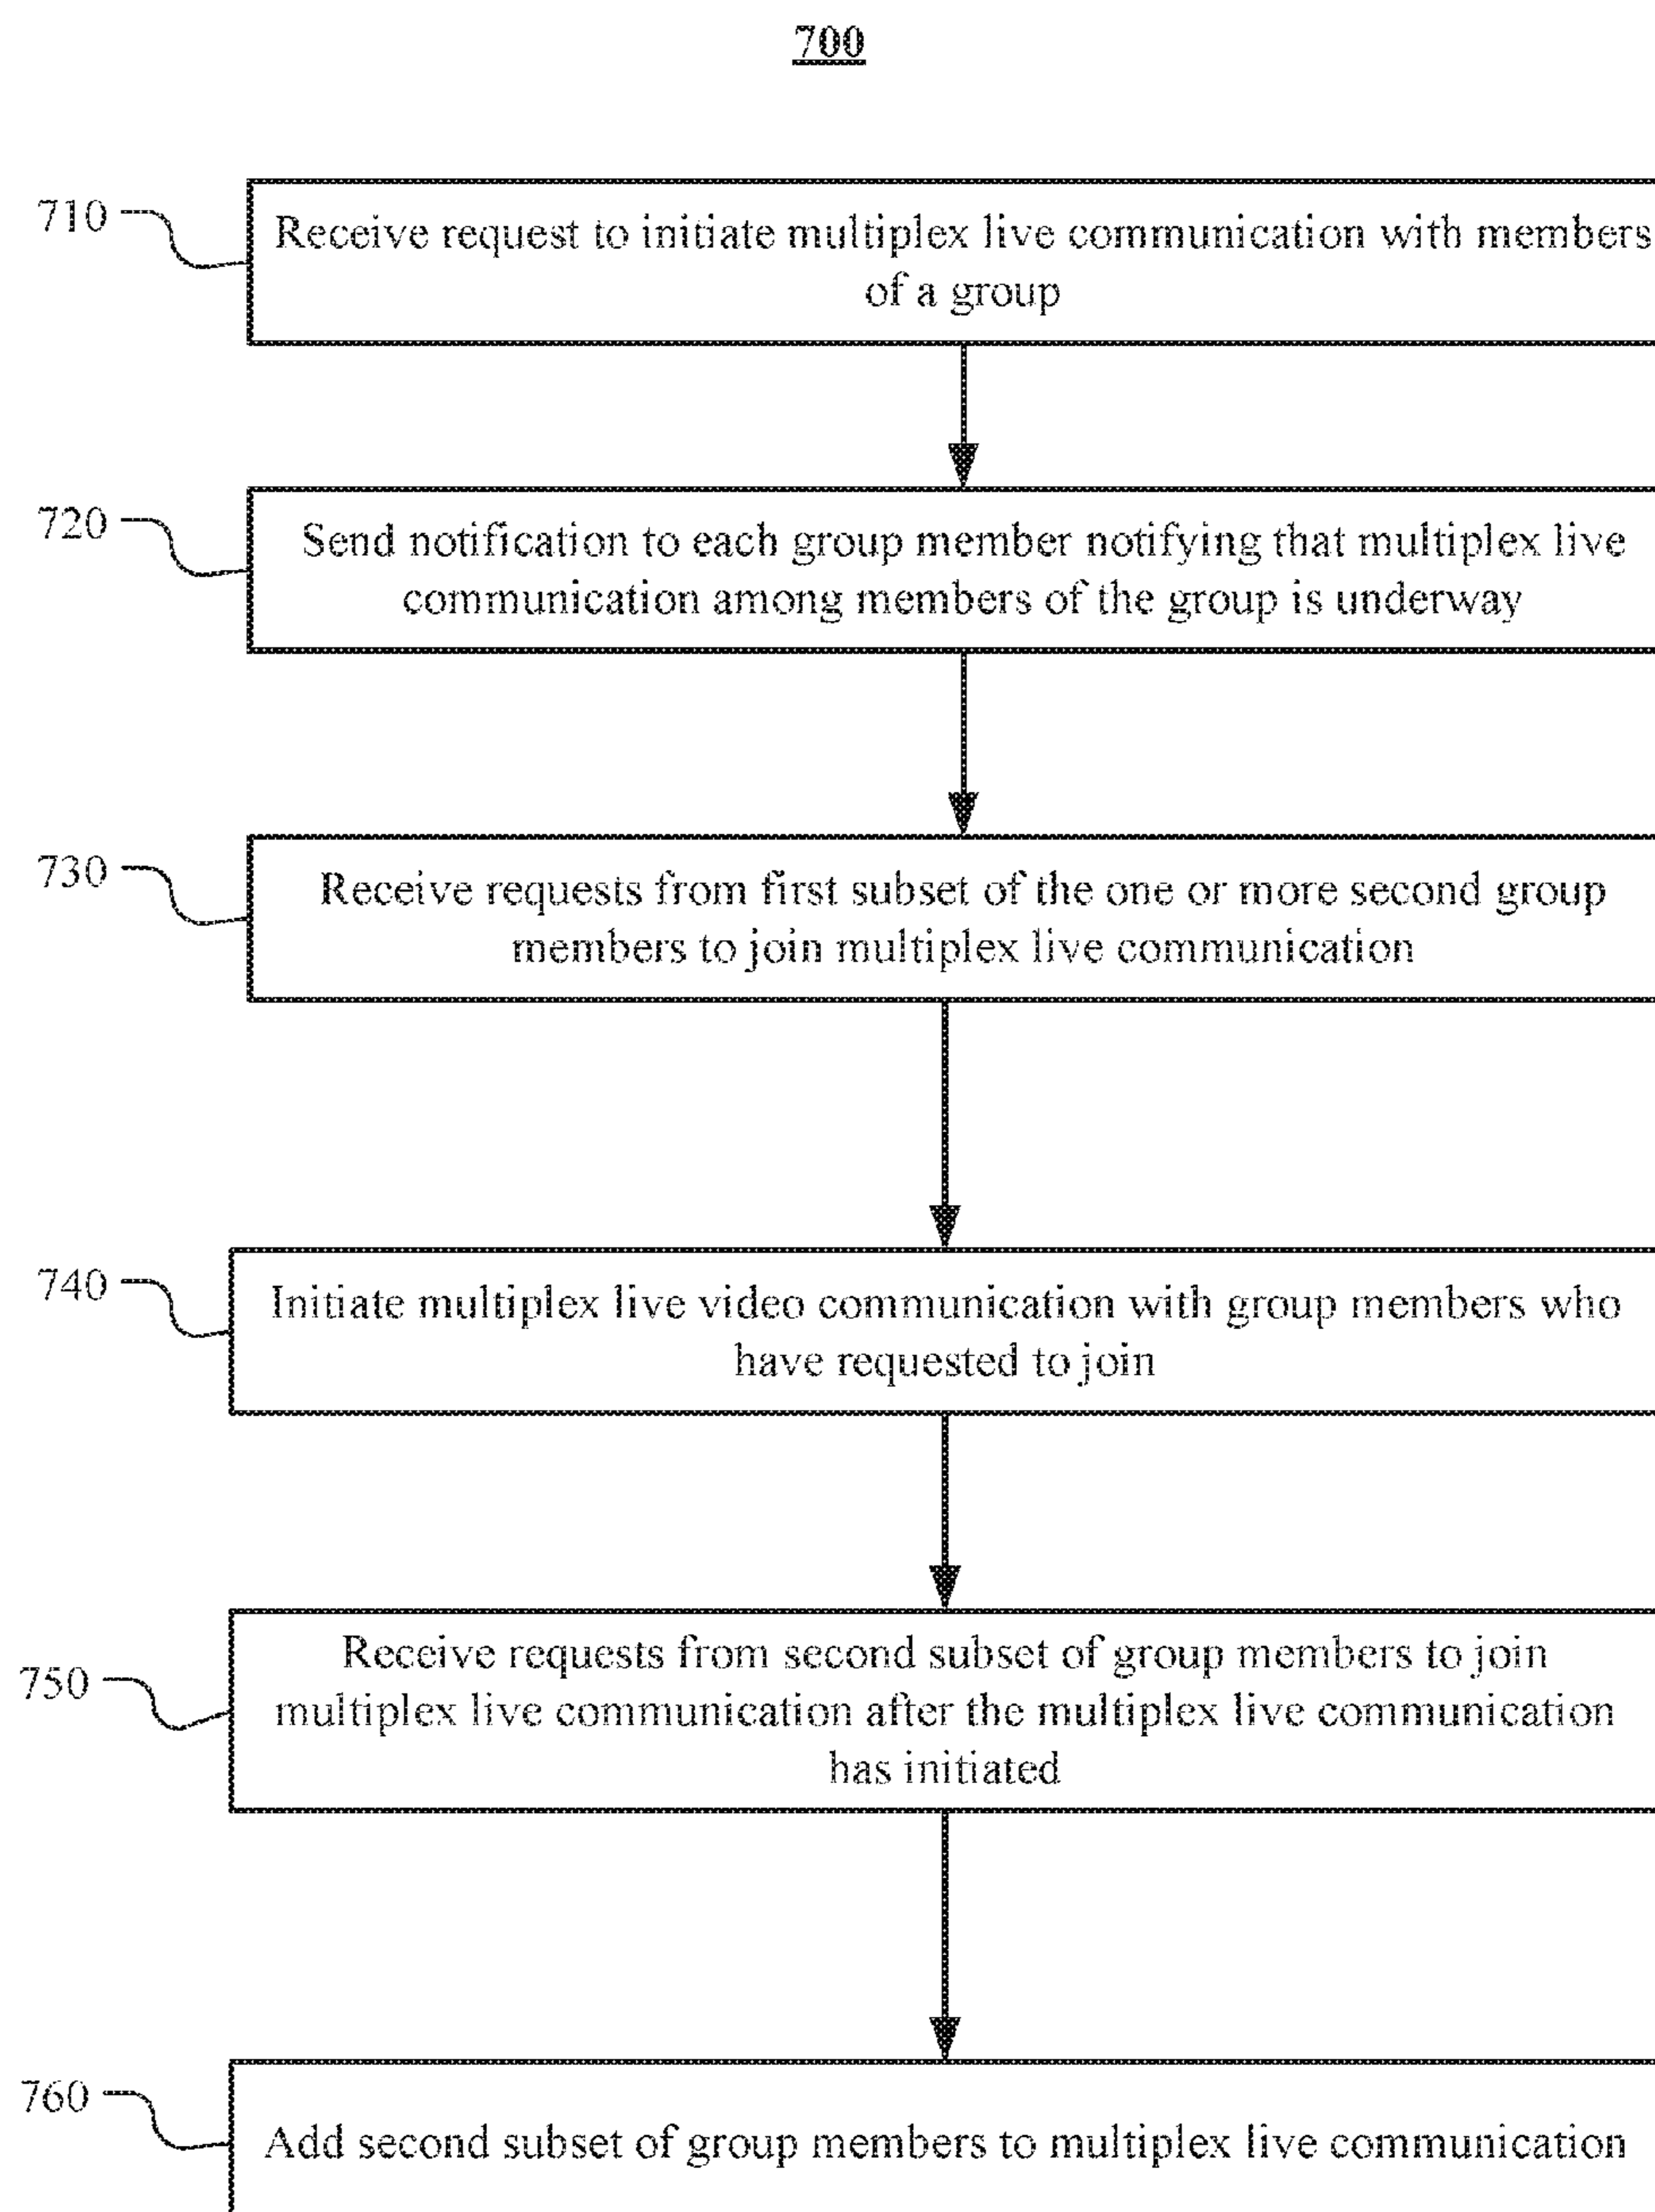 700
710
Receive request to initiate multiplex live communication with members
of a group
720
Send notification to each group member notifying that multiplex live
communication among members of the group is underway
730
Receive requests from first subset of the one or more second group
members to join multiplex live communication
740
Initiate multiplex live video communication with group members who
have requested to join
750
Receive requests from second subset of group members to join
multiplex live communication after the multiplex live communication
has initiated
760
Add second subset of group members to multiplex live communication